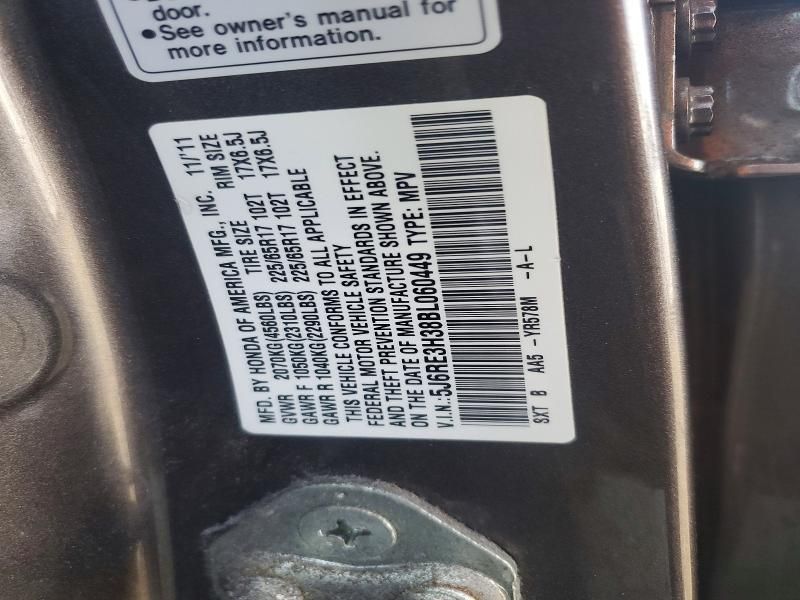 door.
●See owner's manual for
more information.
MFD. BY HONDA OF AMERICA MFG., INC. 11/11
GVWR 2070KG(4560LBS) TIRE SIZE RIM SIZE
GAWR F 1050KG(2310LBS) 225/65R17 102T 17X6.5J
GAWR R 1040KG(2290LBS) 225/65R17 102T 17X6.5J
THIS VEHICLE CONFORMS TO ALL APPLICABLE
FEDERAL MOTOR VEHICLE SAFETY
AND THEFT PREVENTION STANDARDS IN EFFECT
ON THE DATE OF MANUFACTURE SHOWN ABOVE.
V.I.N.:5J6RE3H38BL060449 TYPE: MPV
SXT B AA5 -YR578M -A-L